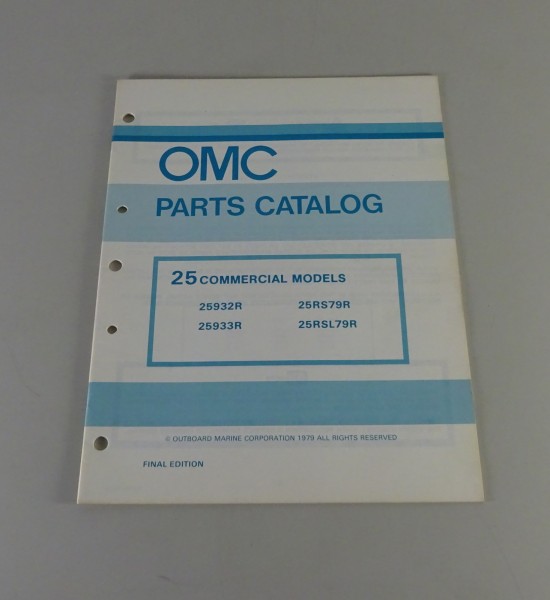 OMC
PARTS CATALOG
25 COMMERCIAL MODELS
25932R 25RS79R
25933R 25RSL79R
© OUTBOARD MARINE CORPORATION 1979 ALL RIGHTS RESERVED
FINAL EDITION